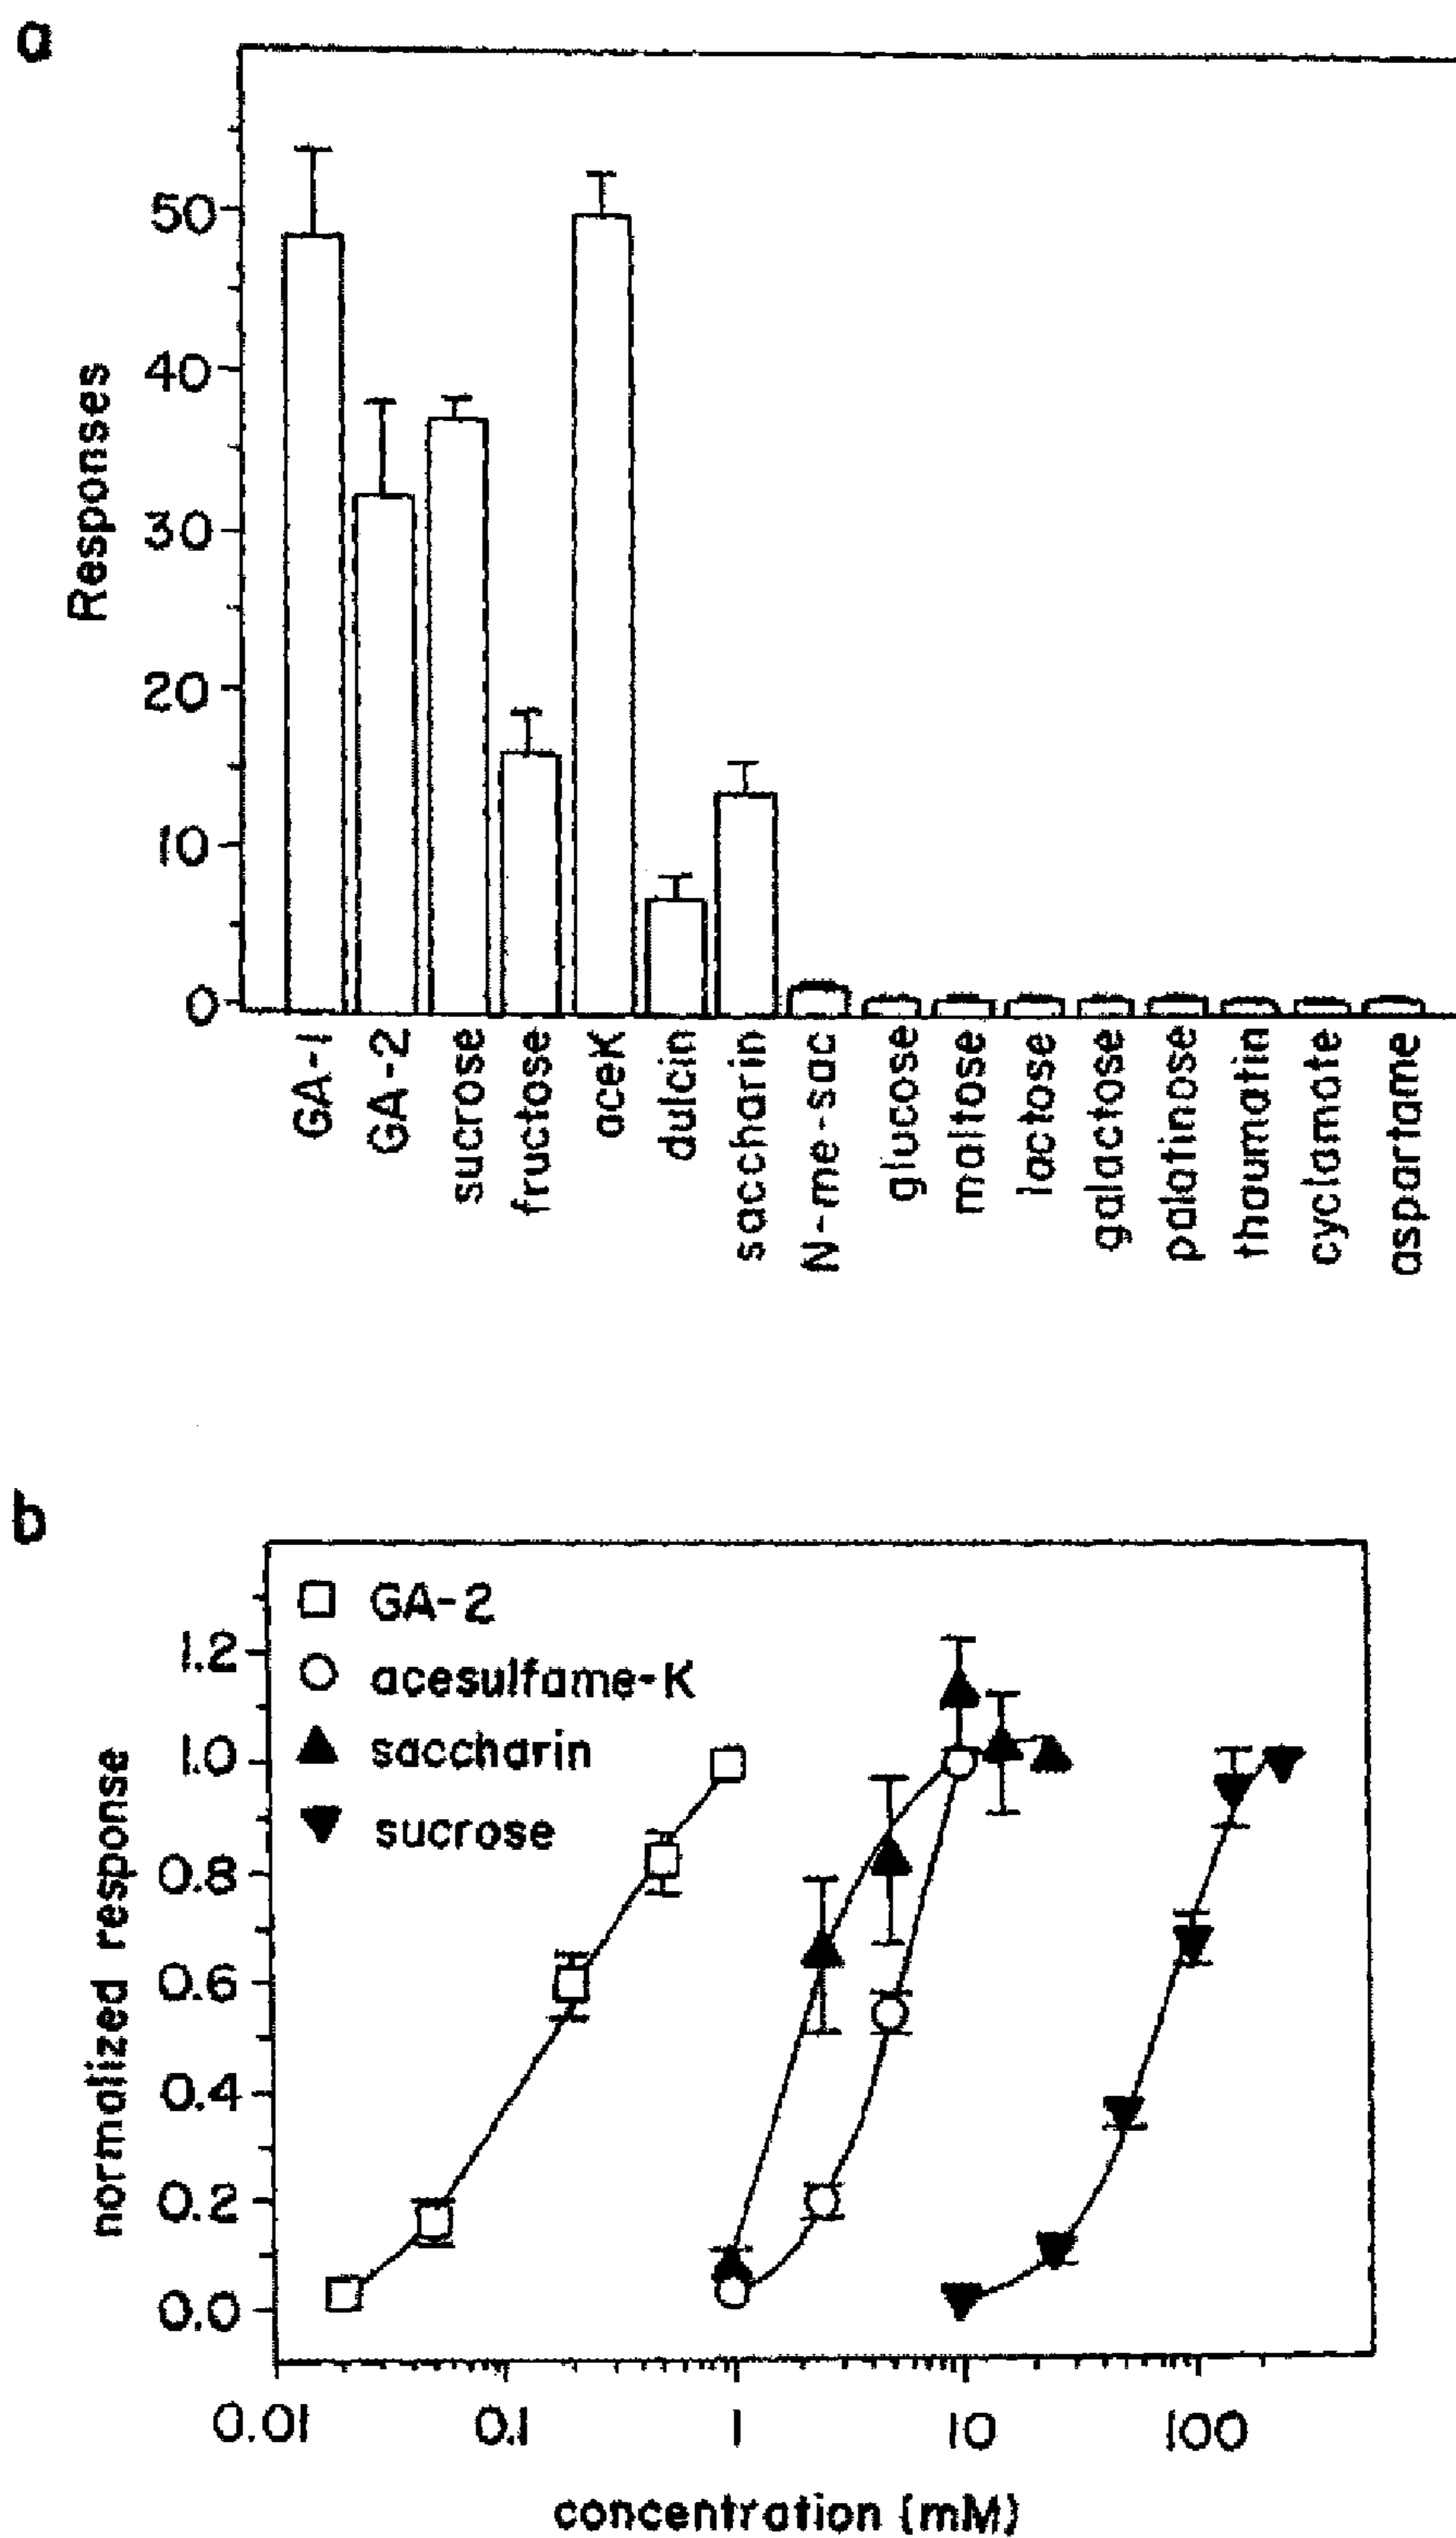 a
Responses
50
40
30
20
10
0
GA-1
GA-2
sucrose
fructose
aceK
dulcin
saccharin
N-me-sac
glucose
maltose
lactose
galactose
palatinose
thaumatin
cyclamate
aspartame
b
GA-2
acesulfame-K
saccharin
sucrose
normalized response
1.2
1.0
0.8
0.6
0.4
0.2
0.0
0.01
0.1
1
10
100
concentration (mM)